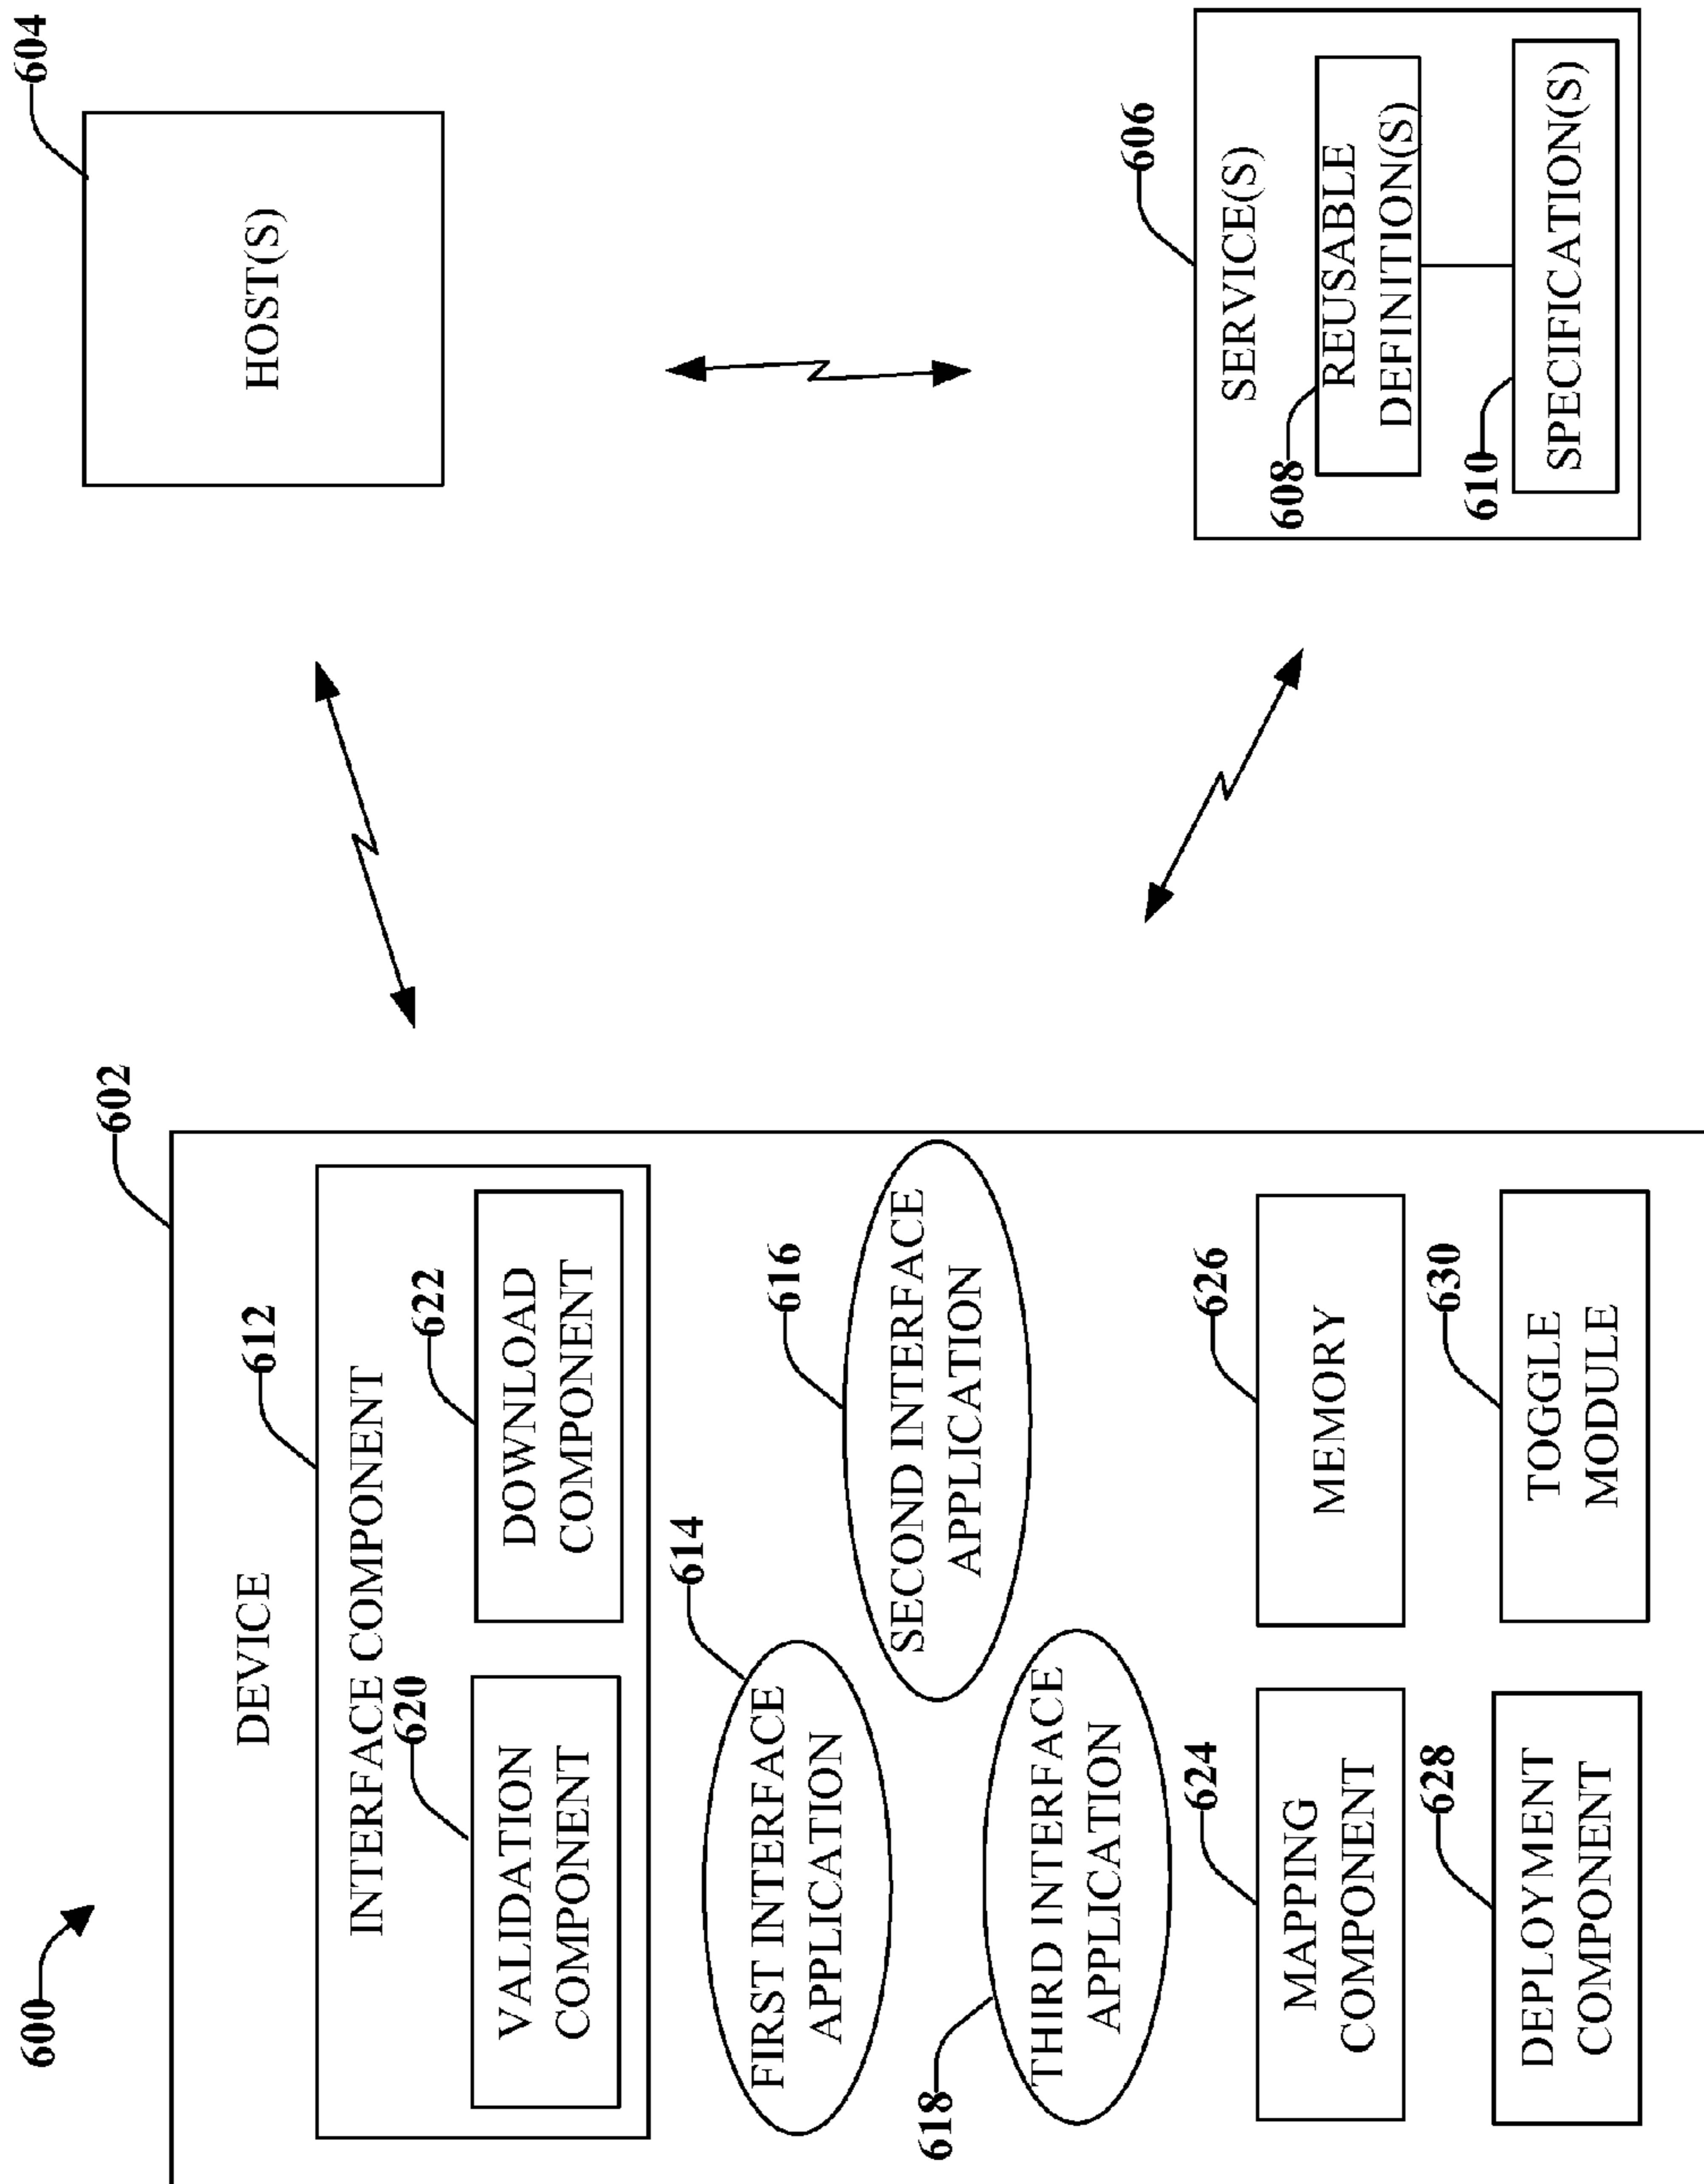 600
602
DEVICE
612
INTERFACE COMPONENT
620
622
VALIDATION
COMPONENT
DOWNLOAD
COMPONENT
614
FIRST INTERFACE
APPLICATION
616
SECOND INTERFACE
APPLICATION
618
THIRD INTERFACE
APPLICATION
624
MAPPING
COMPONENT
626
MEMORY
628
DEPLOYMENT
COMPONENT
630
TOGGLE
MODULE
604
HOST(S)
606
SERVICE(S)
608
REUSABLE
DEFINITION(S)
610
SPECIFICATION(S)